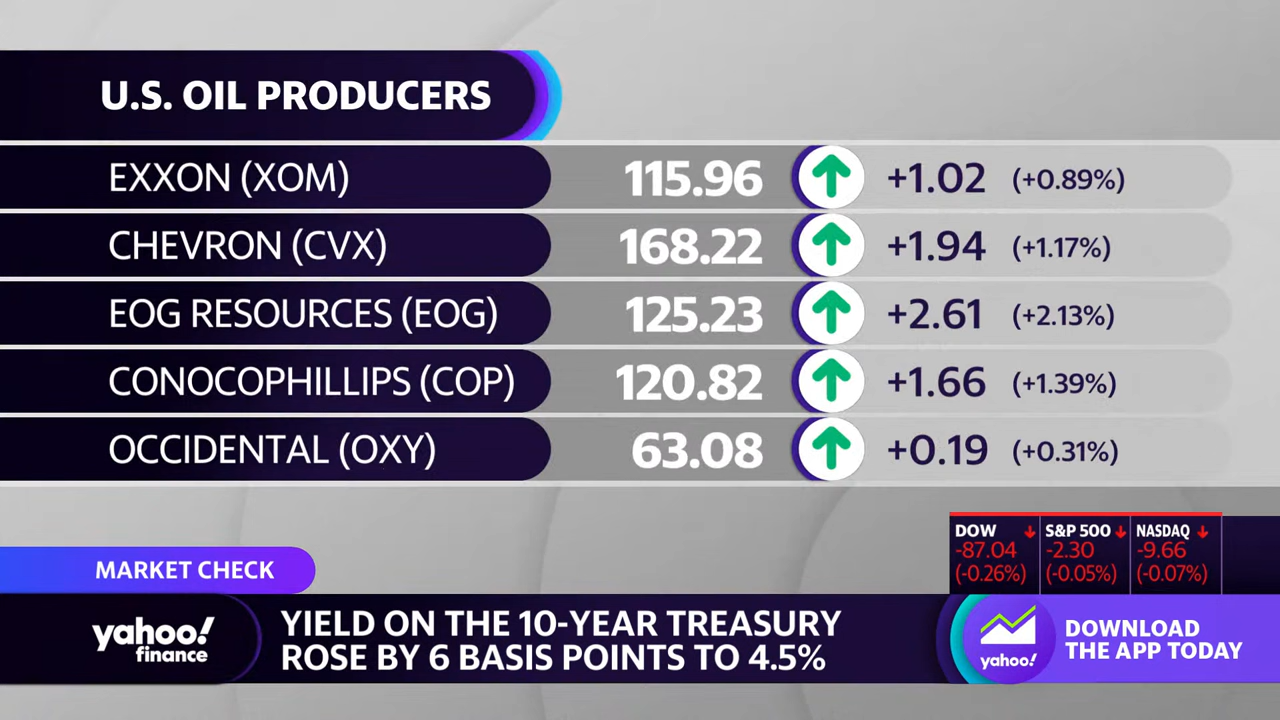 U.S. OIL PRODUCERS
EXXON (XOM) 115.96 +1.02 (+0.89%)
CHEVRON (CVX) 168.22 +1.94 (+1.17%)
EOG RESOURCES (EOG) 125.23 +2.61 (+2.13%)
CONOCOPHILLIPS (COP) 120.82 +1.66 (+1.39%)
OCCIDENTAL (OXY) 63.08 +0.19 (+0.31%)
DOW S&P 500 NASDAQ
-87.04 -2.30 -9.66
(-0.26%) (-0.05%) (-0.07%)
MARKET CHECK
yahoo!
finance
YIELD ON THE 10-YEAR TREASURY
ROSE BY 6 BASIS POINTS TO 4.5%
yahoo!
DOWNLOAD
THE APP TODAY